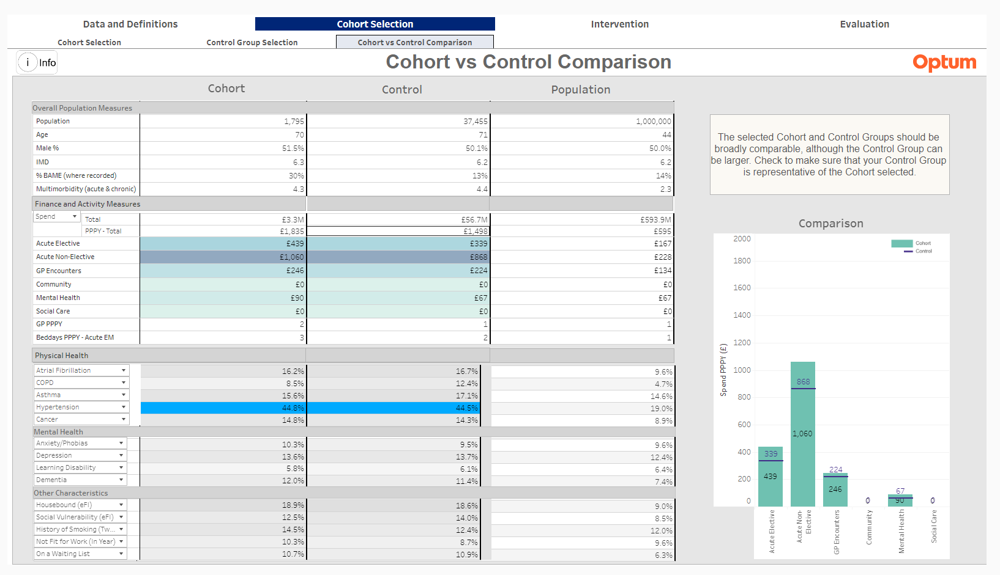 Data and Definitions Cohort Selection Intervention Evaluation
Cohort Selection Control Group Selection Cohort vs Control Comparison
i Info Cohort vs Control Comparison Optum
Cohort Control Population
Overall Population Measures
Population 1,795 37,455 1,000,000
Age 70 71 44
Male % 51.5% 50.1% 50.0%
IMD 6.3 6.2 6.2
% BAME (where recorded) 30% 13% 14%
Multimorbidity (acute & chronic) 4.3 4.4 2.3
Finance and Activity Measures
Spend Total £3.3M £56.7M £593.9M
PPPY - Total £1,835 £1,498 £595
Acute Elective £439 £339 £167
Acute Non-Elective £1,060 £868 £228
GP Encounters £246 £224 £134
Community £0 £0 £0
Mental Health £90 £67 £67
Social Care £0 £0 £0
GP PPPY 2 1 1
Beddays PPPY - Acute EM 3 2 1
Physical Health
Atrial Fibrillation 16.2% 16.7% 9.6%
COPD 8.5% 12.4% 4.7%
Asthma 15.6% 17.1% 14.6%
Hypertension 44.8% 44.5% 19.0%
Cancer 14.8% 14.3% 8.9%
Mental Health
Anxiety/Phobias 10.3% 9.5% 9.6%
Depression 13.6% 13.7% 12.4%
Learning Disability 5.8% 6.1% 6.4%
Dementia 12.0% 11.4% 7.4%
Other Characteristics
Housebound (eFI) 18.9% 18.6% 9.0%
Social Vulnerability (eFI) 12.5% 14.0% 8.5%
History of Smoking (Tw... 14.5% 12.4% 12.0%
Not Fit for Work (In Year) 10.3% 8.7% 9.6%
On a Waiting List 10.7% 10.9% 6.3%
The selected Cohort and Control Groups should be
broadly comparable, although the Control Group can
be larger. Check to make sure that your Control Group
is representative of the Cohort selected.
Comparison
Cohort
Control
Spend PPPY (£)
2000
1800
1600
1400
1200
1000
800
600
400
200
0
339
439
868
1,060
224
246
0
67
90
0
Acute Elective
Acute Non-
Elective
GP Encounters
Community
Mental Health
Social Care